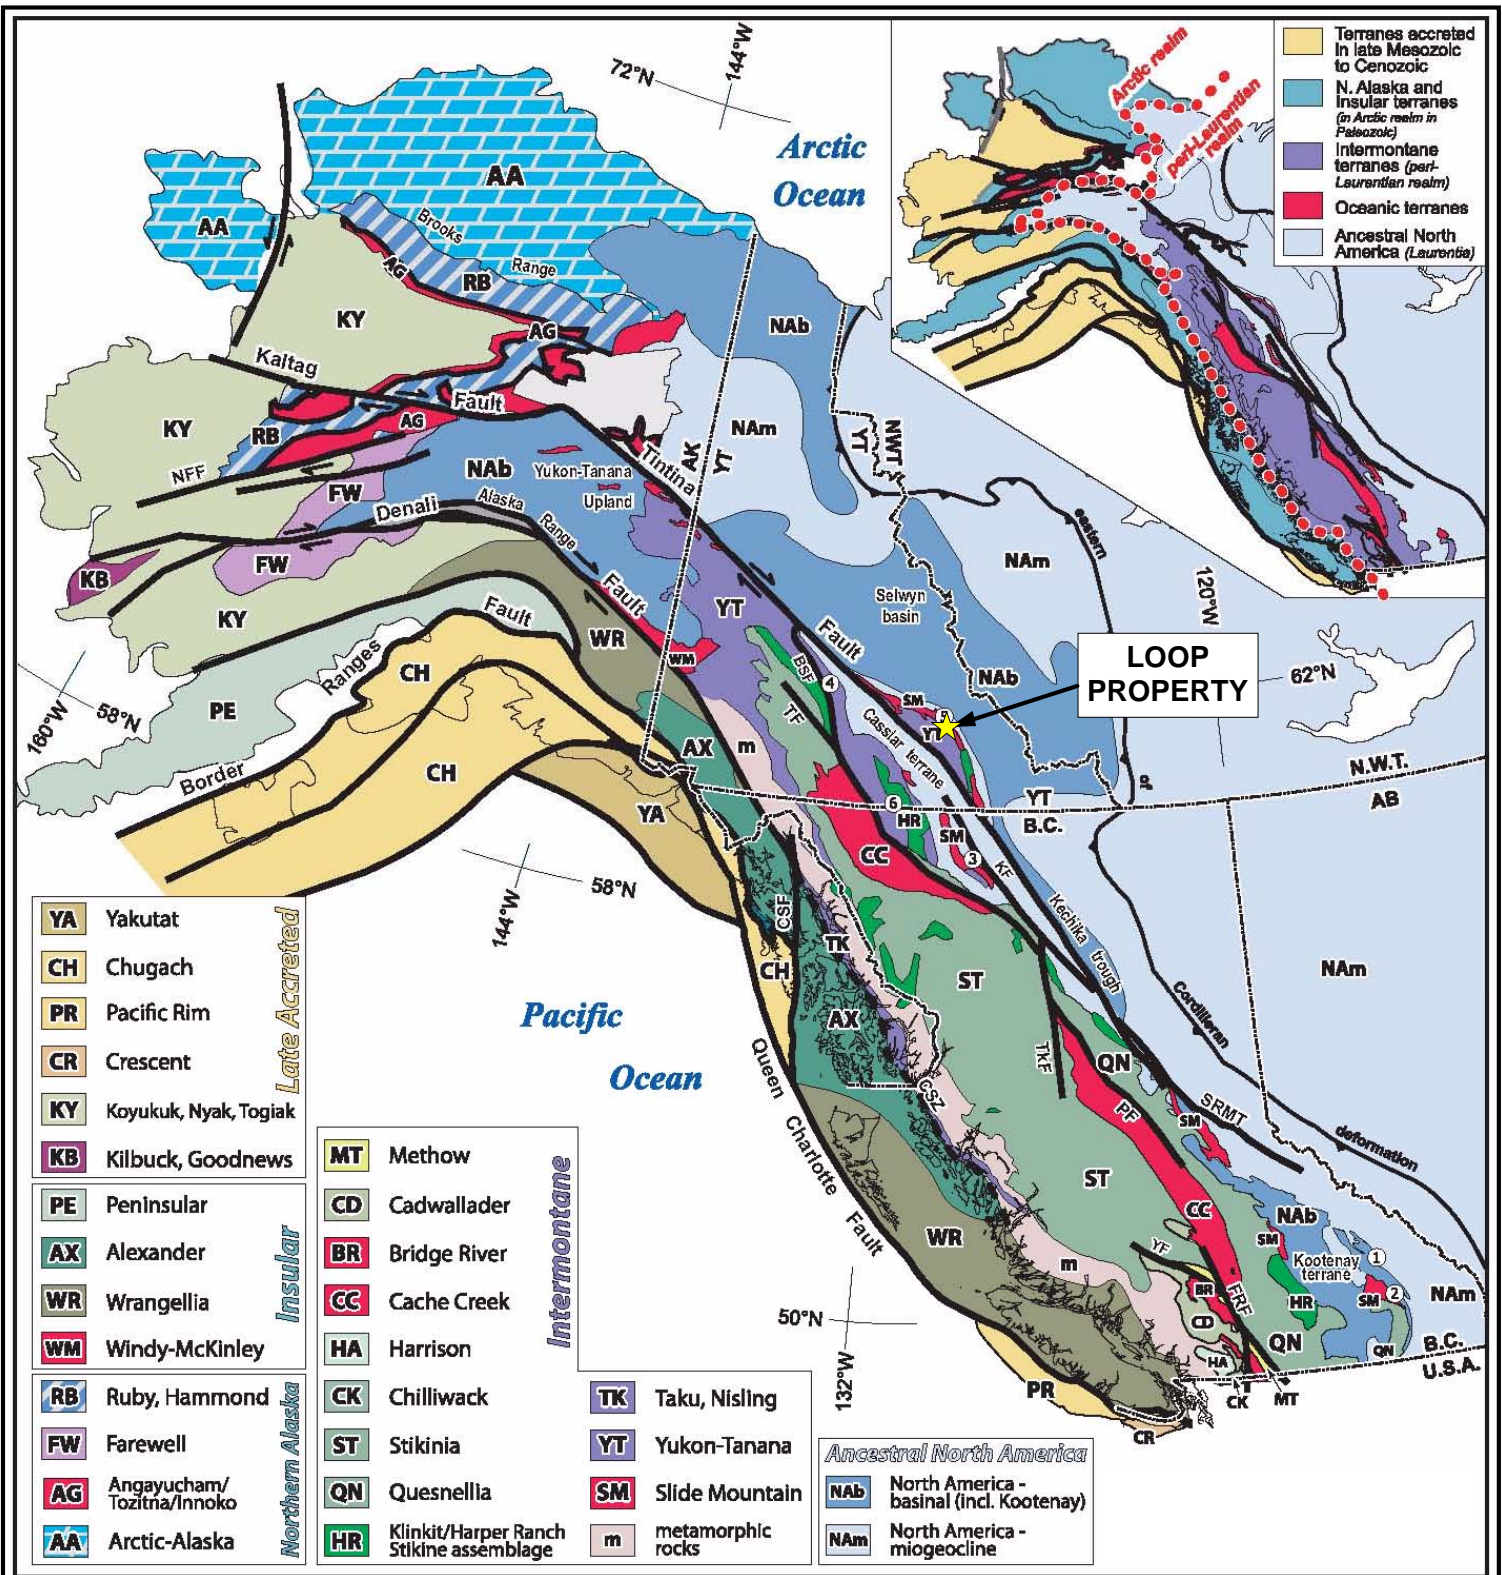 72°N
144°W
Arctic
Ocean
Arctic realm
peri-Laurentian
realm
Terranes accreted
in late Mesozoic
to Cenozoic
N. Alaska and
Insular terranes
(in Arctic realm in
Paleozoic)
Intermontane
terranes (peri-
Laurentian realm)
Oceanic terranes
Ancestral North
America (Laurentia)
AA
AA
Brooks
Range
AG
RB
KY
AG
NAb
Kaltag
Fault
KY
RB
AG
NFF
FW
NAb
Yukon-Tanana
Upland
Tintina
AK
YT
NAm
YT
NWT
Denali
Alaska
Range
Fault
FW
KB
KY
WR
WM
YT
Fault
Selwyn
basin
NAm
eastern
120°W
62°N
NAb
LOOP
PROPERTY
160°W
58°N
PE
Border
Ranges
Fault
CH
CH
YA
AX
m
TF
BSF
4
SM
5
YT
Cassiar terrane
6
HR
CC
SM
3
KF
YT
B.C.
N.W.T.
AB
of
144°W
58°N
CSF
CH
TK
AX
ST
Kechika
trough
NAm
Cordilleran
Pacific
Ocean
Queen Charlotte Fault
CSZ
TKF
QN
PF
SM
SRMT
deformation
ST
CC
NAb
SM
Kootenay
terrane
1
SM
2
NAm
WR
m
YF
BR
CD
FRF
HR
QN
QN
HA
B.C.
U.S.A.
CK
MT
50°N
132°W
PR
CR
Late Accreted
YA Yakutat
CH Chugach
PR Pacific Rim
CR Crescent
KY Koyukuk, Nyak, Togiak
KB Kilbuck, Goodnews
Insular
PE Peninsular
AX Alexander
WR Wrangellia
WM Windy-McKinley
Northern Alaska
RB Ruby, Hammond
FW Farewell
AG Angayucham/
Tozitna/Innoko
AA Arctic-Alaska
Intermontane
MT Methow
CD Cadwallader
BR Bridge River
CC Cache Creek
HA Harrison
CK Chilliwack
ST Stikinia
QN Quesnellia
HR Klinkit/Harper Ranch
Stikine assemblage
TK Taku, Nisling
YT Yukon-Tanana
SM Slide Mountain
m metamorphic
rocks
Ancestral North America
NAb North America -
basinal (incl. Kootenay)
NAm North America -
miogeocline